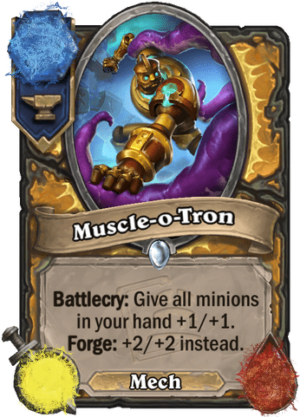 Muscle-o-Tron
Battlecry: Give all minions
in your hand +1/+1.
Forge: +2/+2 instead.
Mech